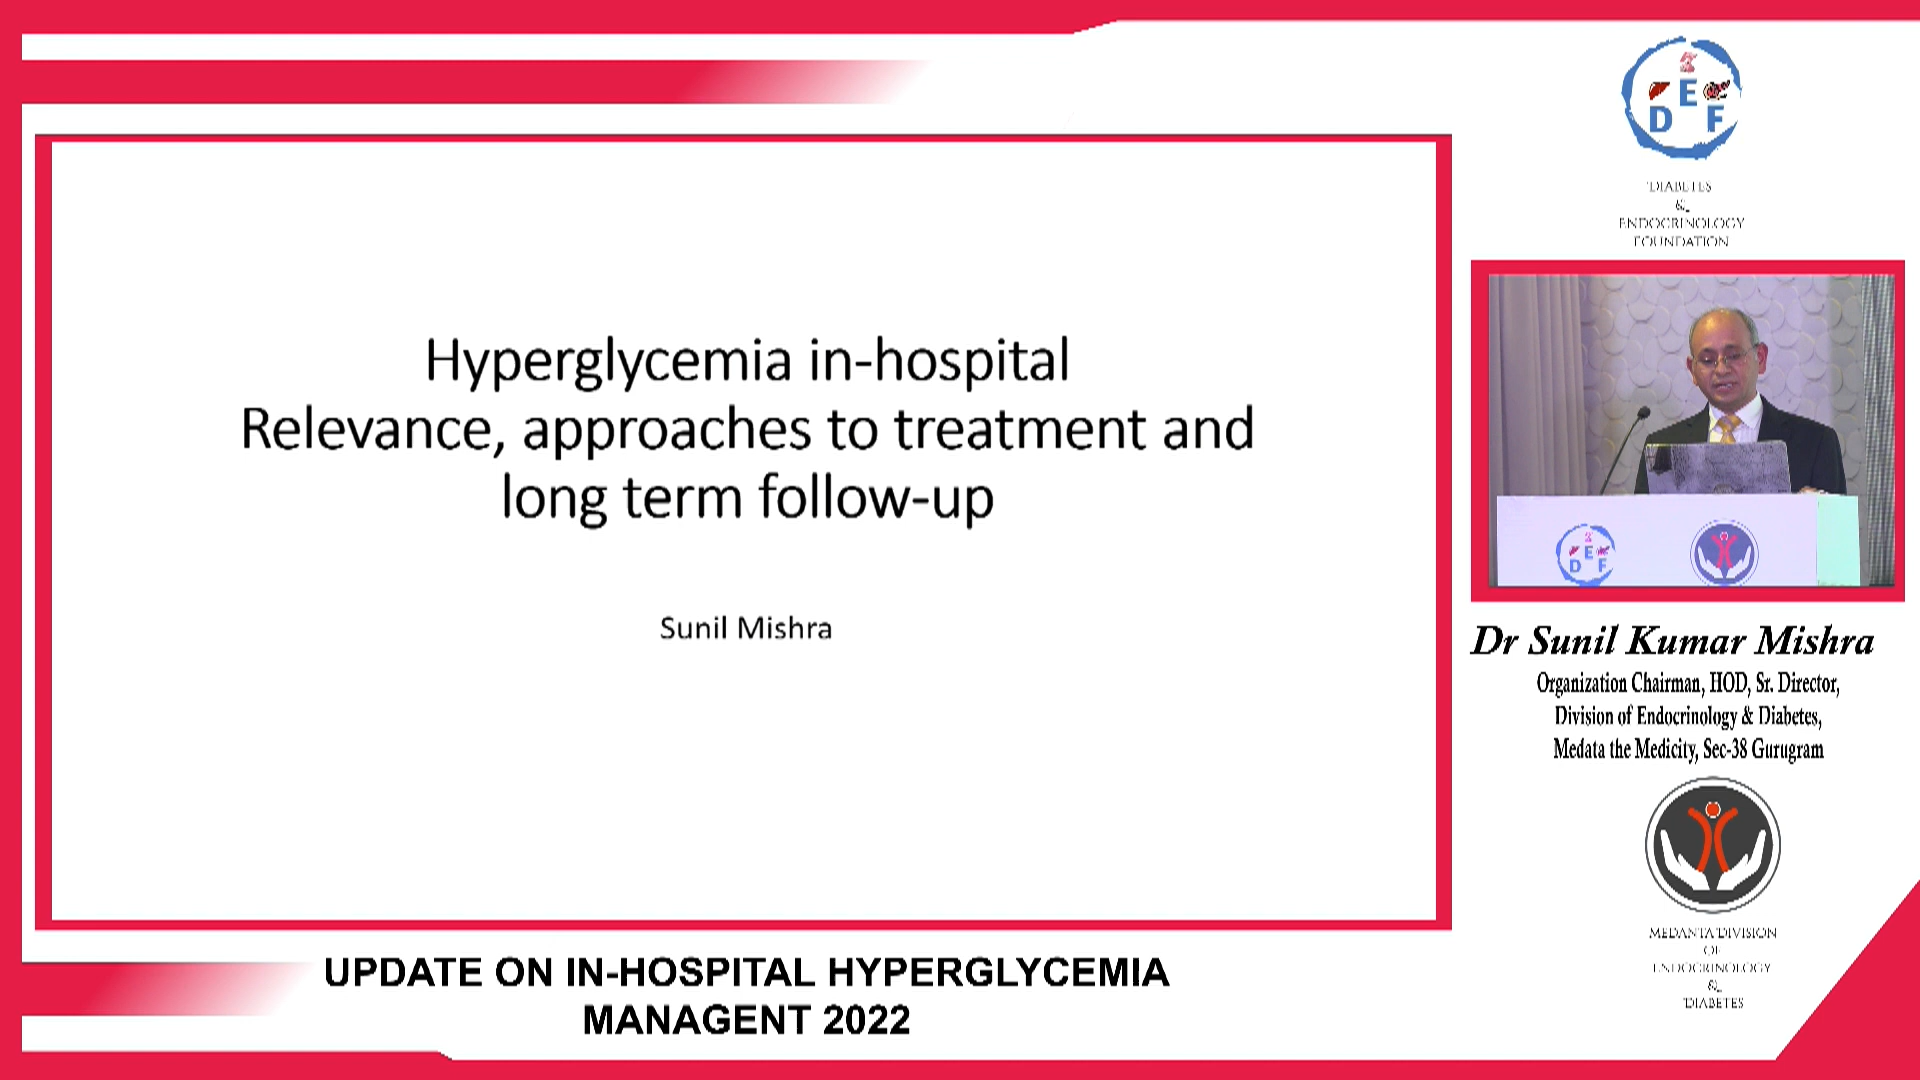 Hyperglycemia in-hospital
Relevance, approaches to treatment and
long term follow-up
Sunil Mishra
UPDATE ON IN-HOSPITAL HYPERGLYCEMIA
MANAGENT 2022
D E F
DIABETES
&
ENDOCRINOLOGY
FOUNDATION
D E F
Dr Sunil Kumar Mishra
Organization Chairman, HOD, Sr. Director,
Division of Endocrinology & Diabetes,
Medata the Medicity, Sec-38 Gurugram
MEDANTA DIVISION
OF
ENDOCRINOLOGY
&
DIABETES